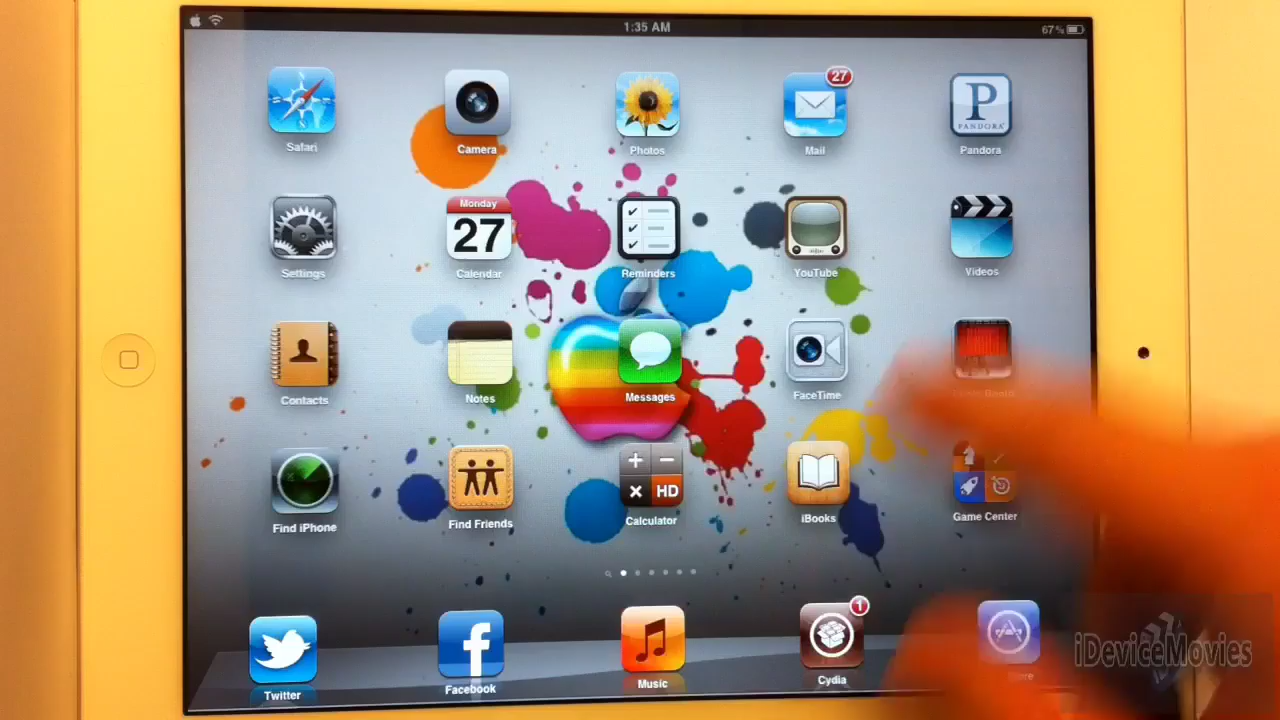 1:35 AM
67%
27
P
PANDORA
Safari
Camera
Photos
Mail
Pandora
Monday
27
Settings
Calendar
Reminders
YouTube
Videos
Contacts
Notes
Messages
FaceTime
HD
Find iPhone
Find Friends
Calculator
iBooks
Game Center
1
f
Twitter
Facebook
Music
Cydia
iDeviceMovies